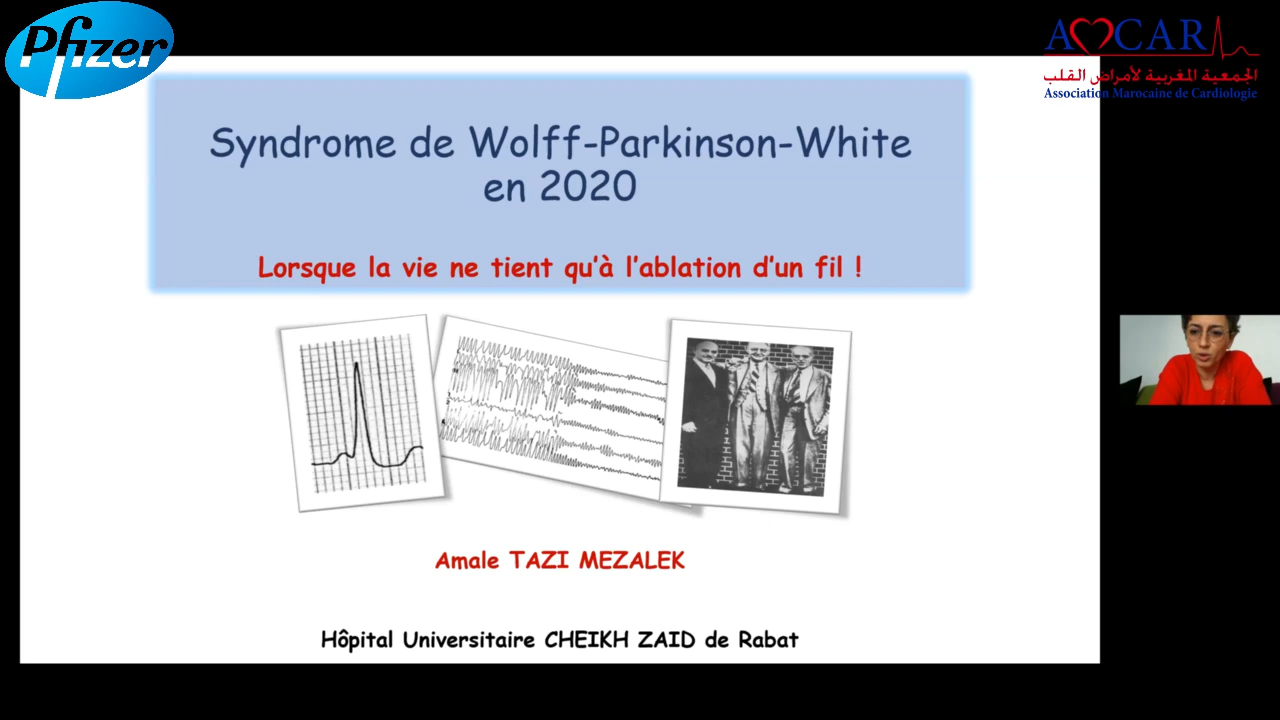 Pfizer
AMCAR
الجمعية المغربية لأمراض القلب
Association Marocaine de Cardiologie
Syndrome de Wolff-Parkinson-White
en 2020
Lorsque la vie ne tient qu'à l'ablation d'un fil !
Amale TAZI MEZALEK
Hôpital Universitaire CHEIKH ZAID de Rabat